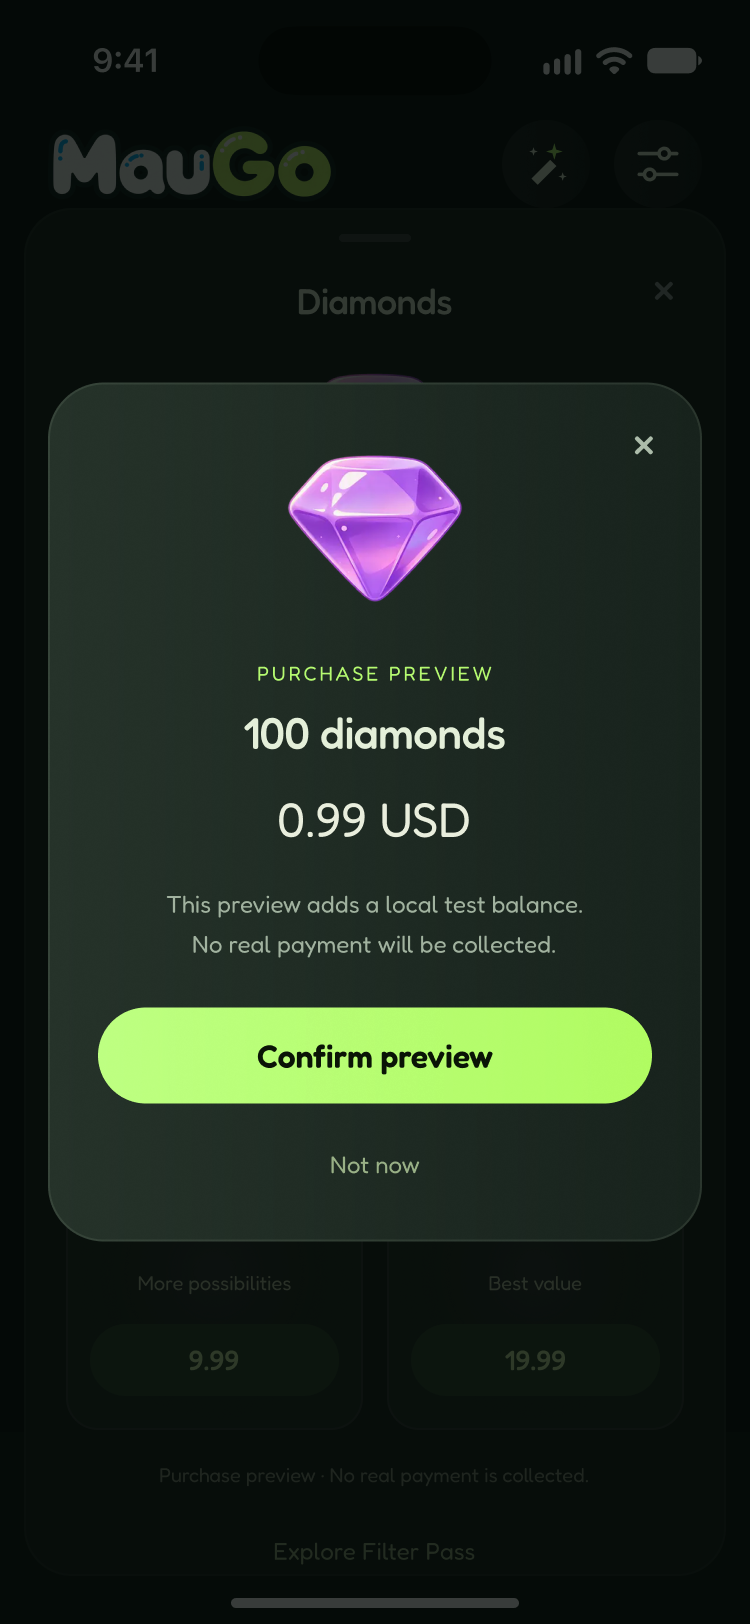 9:41
MauGo
Diamonds
PURCHASE PREVIEW
100 diamonds
0.99 USD
This preview adds a local test balance.
No real payment will be collected.
Confirm preview
Not now
More possibilities
Best value
9.99
19.99
Purchase preview · No real payment is collected.
Explore Filter Pass